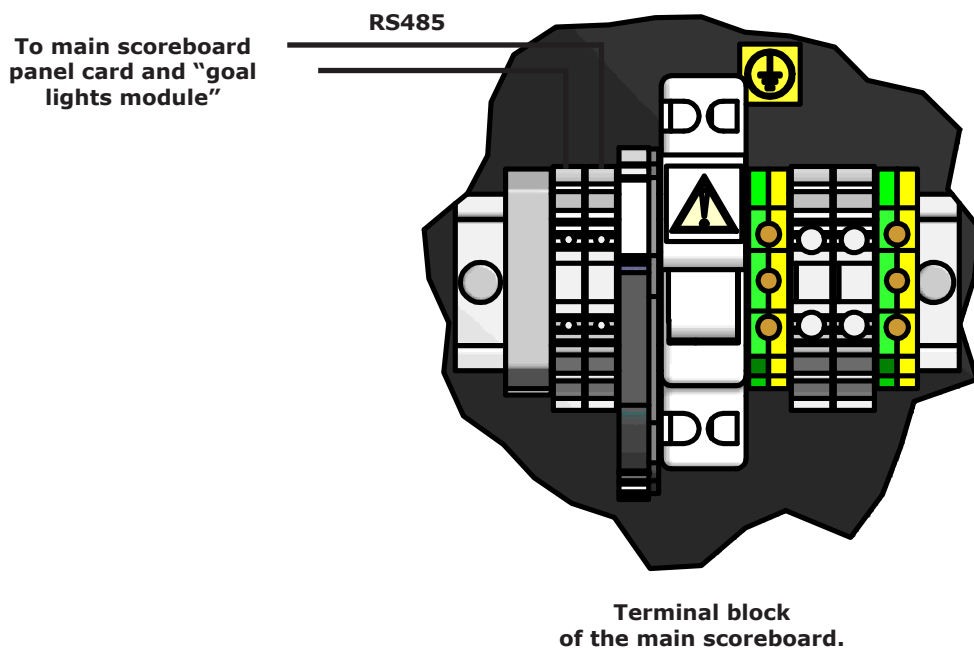 RS485
To main scoreboard
panel card and “goal
lights module”
Terminal block
of the main scoreboard.